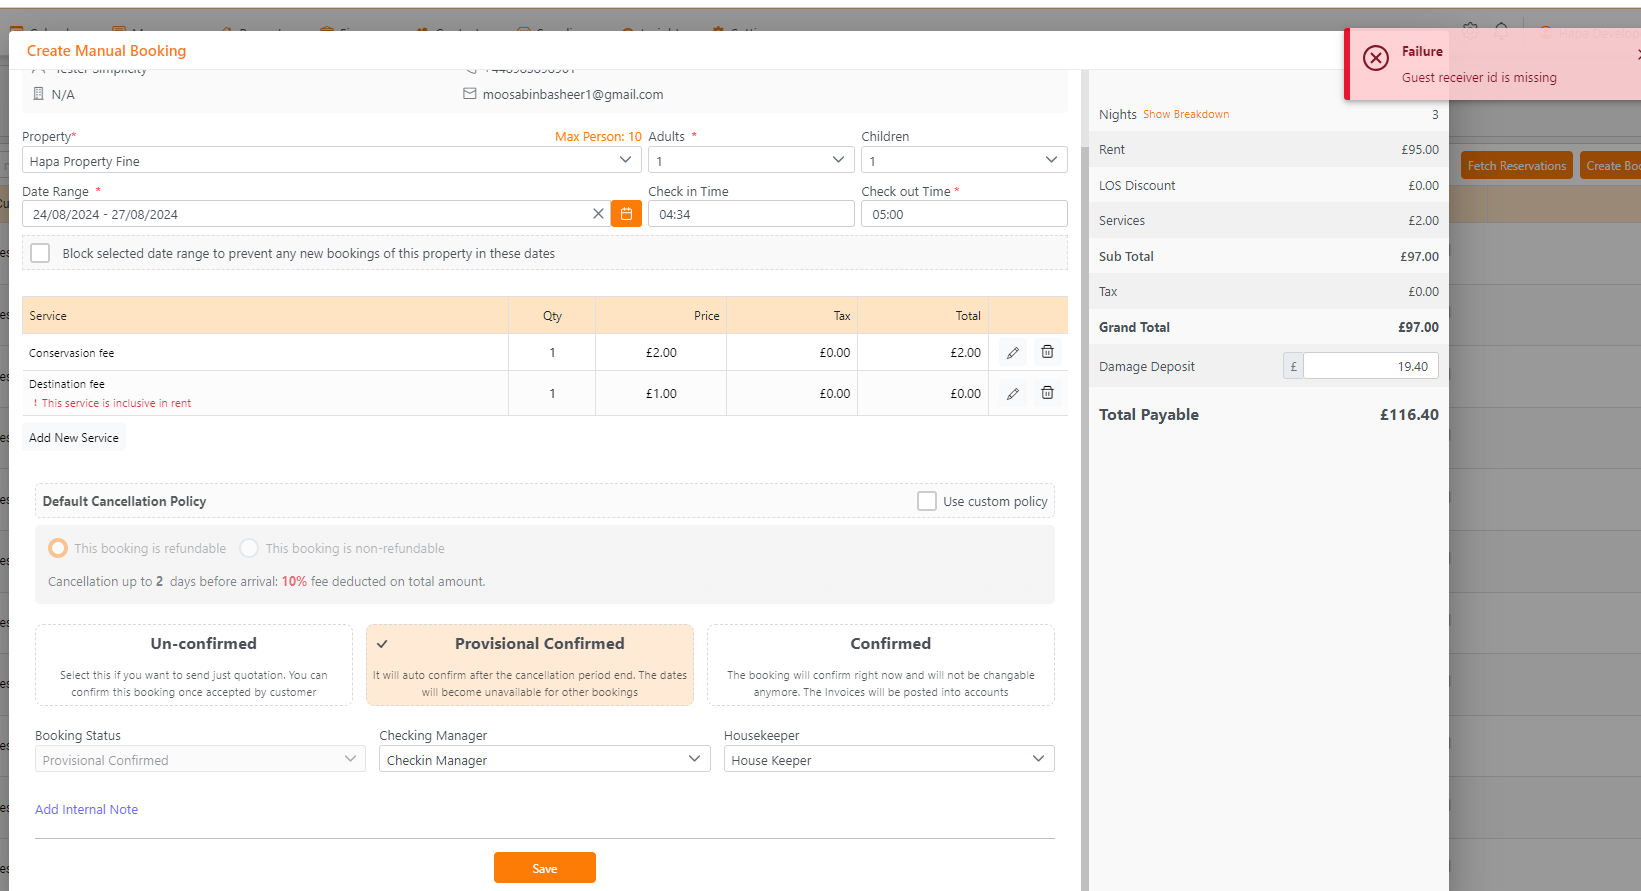 Create Manual Booking
Failure
Guest receiver id is missing
Tester Simplicity
N/A
moosabinbasheer1@gmail.com
Property*
Max Person: 10
Adults *
Children
Hapa Property Fine
1
1
Date Range *
Check in Time
Check out Time *
24/08/2024 - 27/08/2024
04:34
05:00
Block selected date range to prevent any new bookings of this property in these dates
Service Qty Price Tax Total
Conservasion fee 1 £2.00 £0.00 £2.00
Destination fee
! This service is inclusive in rent
1 £1.00 £0.00 £0.00
Add New Service
Default Cancellation Policy
Use custom policy
This booking is refundable
This booking is non-refundable
Cancellation up to 2 days before arrival: 10% fee deducted on total amount.
Un-confirmed
Select this if you want to send just quotation. You can
confirm this booking once accepted by customer
Provisional Confirmed
It will auto confirm after the cancellation period end. The dates
will become unavailable for other bookings
Confirmed
The booking will confirm right now and will not be changable
anymore. The Invoices will be posted into accounts
Booking Status
Checking Manager
Housekeeper
Provisional Confirmed
Checkin Manager
House Keeper
Add Internal Note
Save
Nights Show Breakdown 3
Rent £95.00
LOS Discount £0.00
Services £2.00
Sub Total £97.00
Tax £0.00
Grand Total £97.00
Damage Deposit £ 19.40
Total Payable £116.40
Fetch Reservations
Create Boo